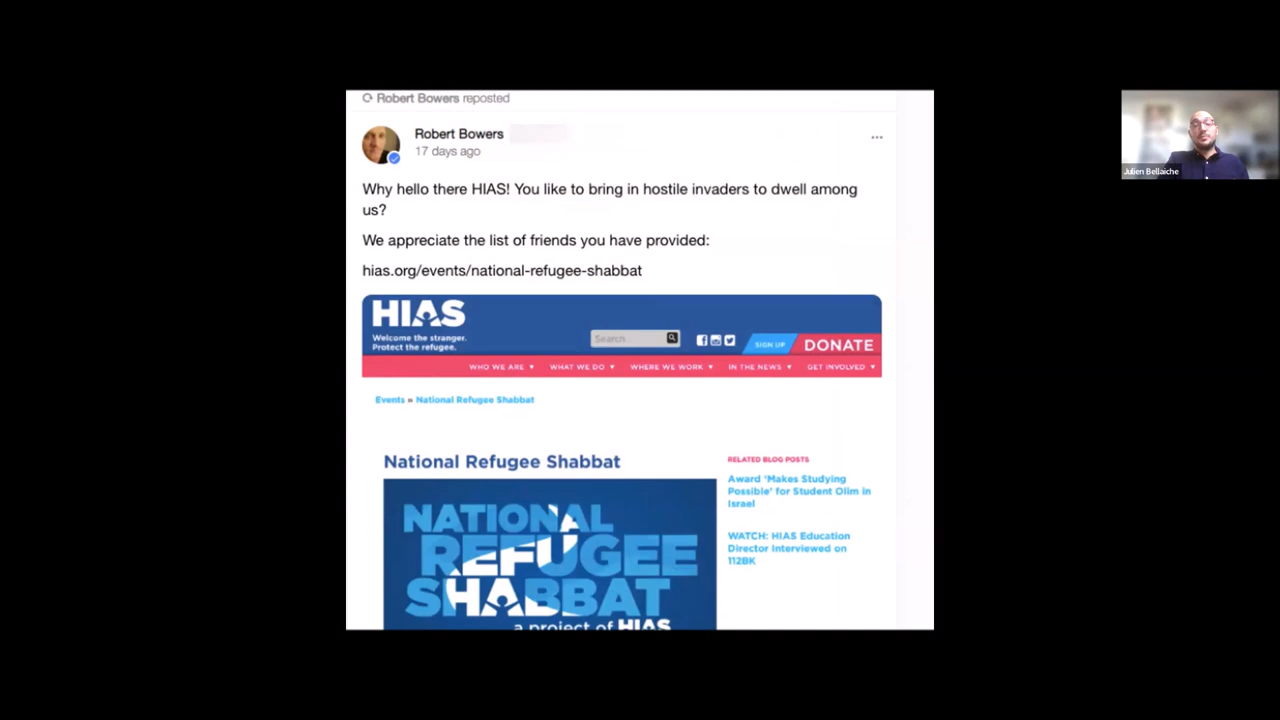 Robert Bowers reposted
Robert Bowers
17 days ago
Why hello there HIAS! You like to bring in hostile invaders to dwell among
us?
We appreciate the list of friends you have provided:
hias.org/events/national-refugee-shabbat
HIAS
Welcome the stranger.
Protect the refugee.
Search...
SIGN UP
DONATE
WHO WE ARE ▼ WHAT WE DO ▼ WHERE WE WORK ▼ IN THE NEWS ▼ GET INVOLVED ▼
Events » National Refugee Shabbat
National Refugee Shabbat
NATIONAL
REFUGEE
SHABBAT
a project of HIAS
RELATED BLOG POSTS
Award 'Makes Studying
Possible' for Student Olim in
Israel
WATCH: HIAS Education
Director Interviewed on
112BK
Julien Bellaiche